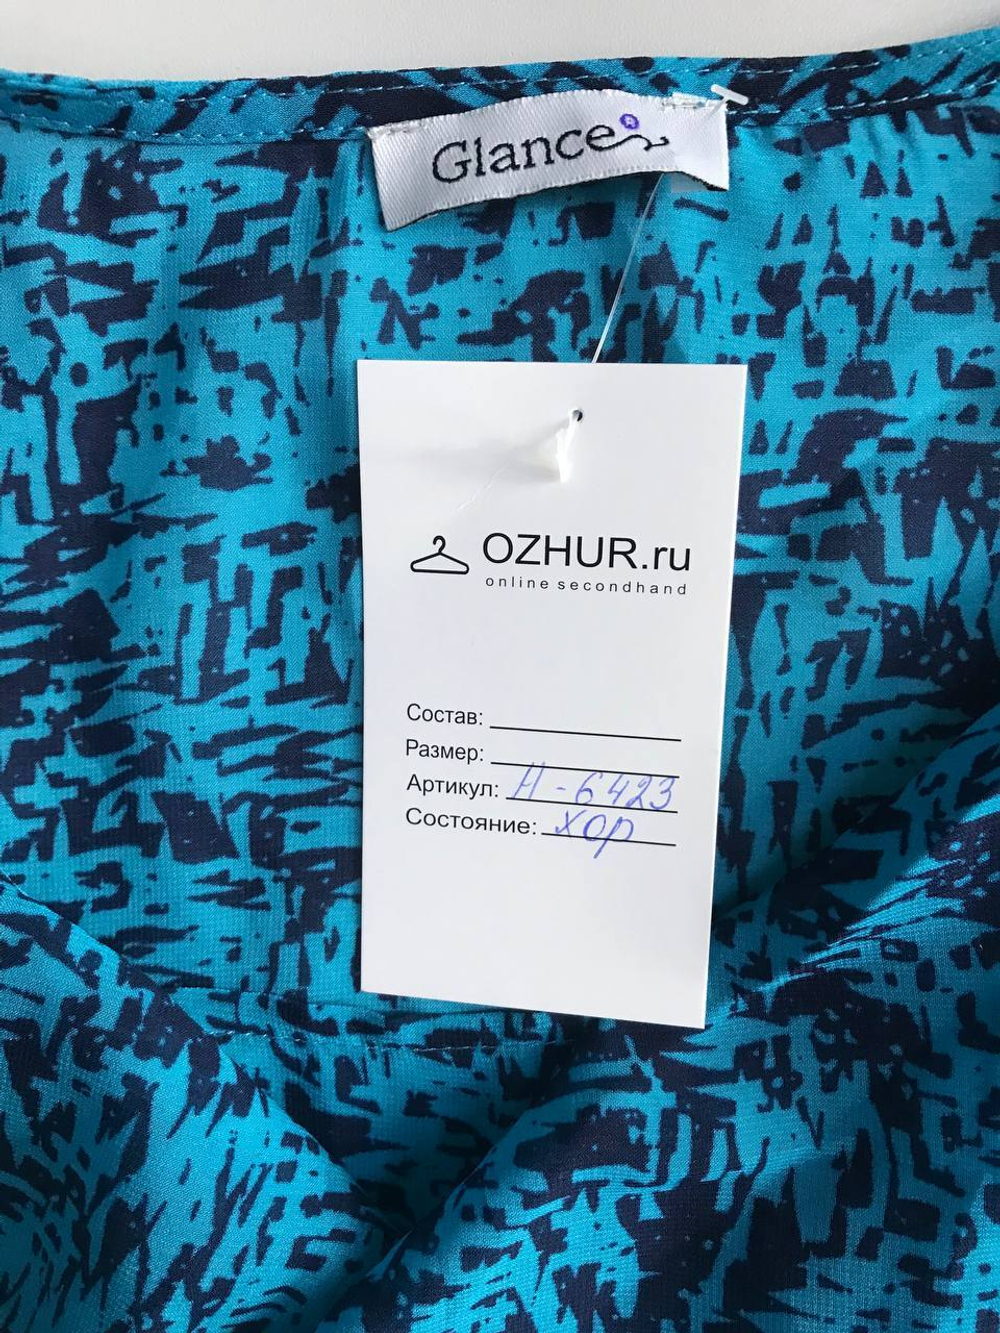 Glance
R
OZHUR.ru
online secondhand
Состав:
Размер:
Артикул: Н-6423
Состояние: хор